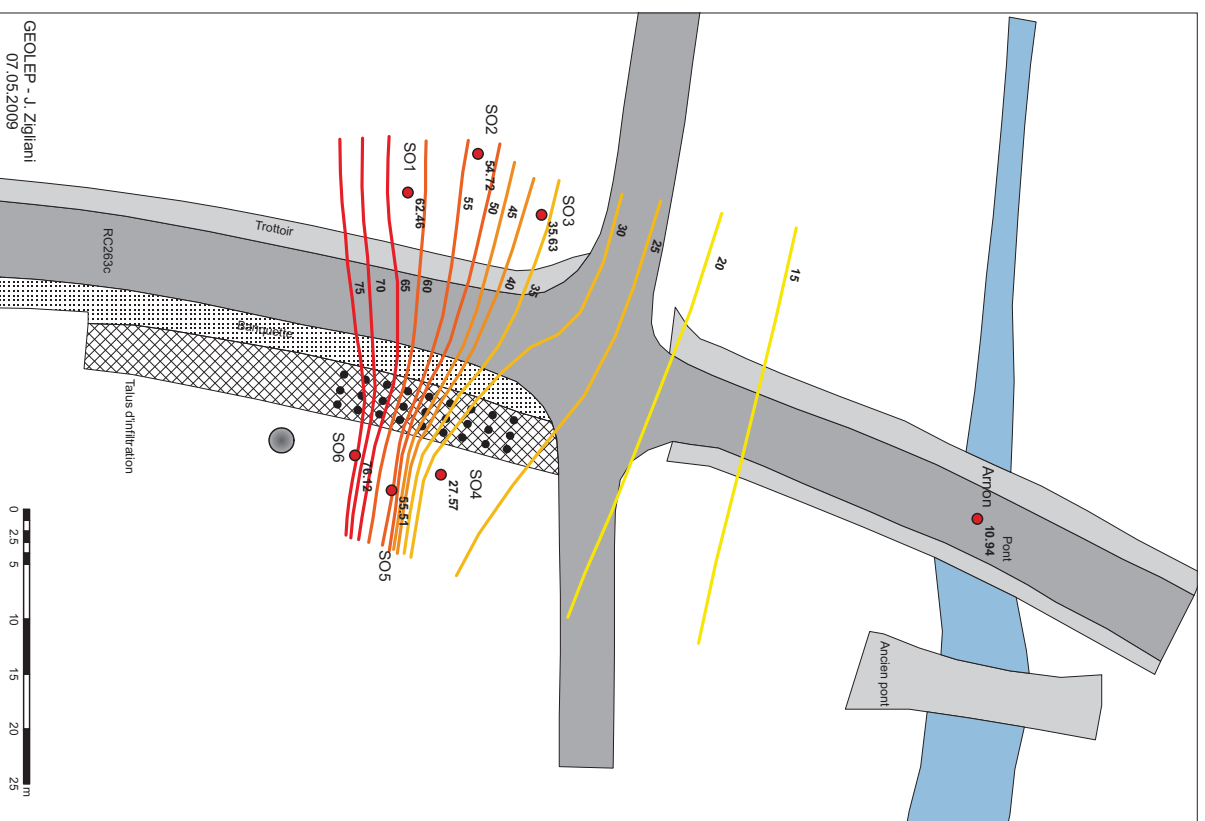 GEOLEP - J. Zigliani
07.05.2009
SO2
54.72
SO1
62.46
SO3
35.63
55
50
45
30
25
20
15
Trottoir
RC263c
75
70
65
60
40
35
Banquette
Talus d'infiltration
SO6
76.12
SO4
27.57
55.51
SO5
Arnon
10.94
Pont
Ancien pont
0 2.5 5 10 15 20 25 m